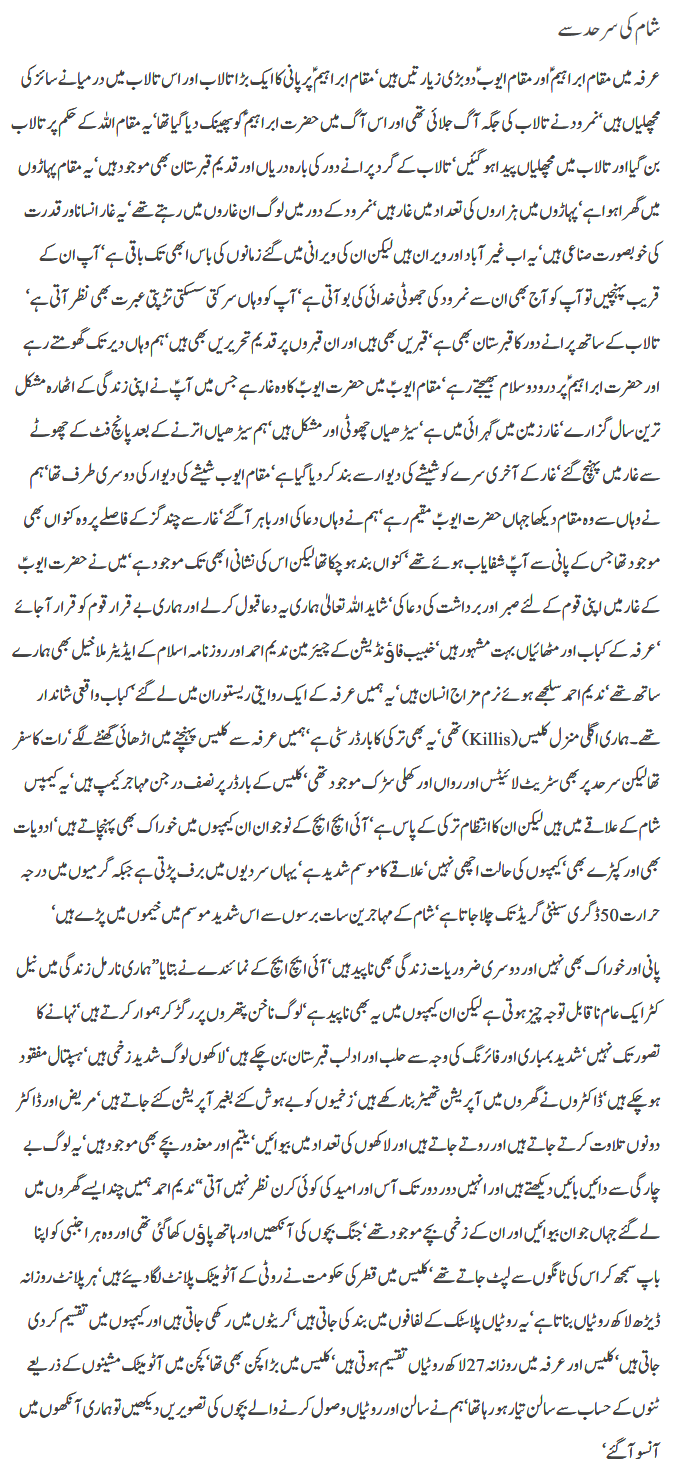 شام کی سرحد سے
عرفہ میں مقام ابراہیمؑ اور مقام ایوبؑ دو بڑی زیارتیں ہیں‘ مقام ابراہیمؑ پر پانی کا ایک بڑا تالاب اور اس تالاب میں درمیانے سائز کی
مچھلیاں ہیں‘ نمرود نے تالاب کی جگہ آگ جلائی تھی اور اس آگ میں حضرت ابراہیمؑ کو پھینک دیا گیا تھا‘ یہ مقام اللہ کے حکم پر تالاب
بن گیا اور تالاب میں مچھلیاں پیدا ہو گئیں‘ تالاب کے گرد پرانے دور کی بارہ دریاں اور قدیم قبرستان بھی موجود ہیں‘ یہ مقام پہاڑوں
میں گھرا ہوا ہے‘ پہاڑوں میں ہزاروں کی تعداد میں غار ہیں‘ نمرود کے دور میں لوگ ان غاروں میں رہتے تھے‘ یہ غار انسانا ور قدرت
کی خوبصورت صناعی ہیں‘ یہ اب غیر آباد اور ویران ہیں لیکن ان کی ویرانی میں گئے زمانوں کی باس ابھی تک باقی ہے‘ آپ ان کے
قریب پہنچیں تو آپ کو آج بھی ان سے نمرود کی جھوٹی خدائی کی بو آتی ہے‘ آپ کو وہاں سرکتی سسکتی تڑپتی عبرت بھی نظر آتی ہے‘
تالاب کے ساتھ پرانے دور کا قبرستان بھی ہے‘ قبریں بھی ہیں اور ان قبروں پر قدیم تحریریں بھی ہیں‘ ہم وہاں دیر تک گھومتے رہے
اور حضرت ابراہیمؑ پر درود و سلام بھیجتے رہے‘ مقام ایوبؑ میں حضرت ایوبؑ کا وہ غار ہے جس میں آپؑ نے اپنی زندگی کے اٹھارہ مشکل
ترین سال گزارے‘ غار زمین میں گہرائی میں ہے‘ سیڑھیاں چھوٹی اور مشکل ہیں‘ ہم سیڑھیاں اترنے کے بعد پانچ فٹ کے چھوٹے
سے غار میں پہنچ گئے‘ غار کے آخری سرے کو شیشے کی دیوار سے بند کر دیا گیا ہے‘ مقام ایوب شیشے کی دیوار کی دوسری طرف تھا‘ ہم
نے وہاں سے وہ مقام دیکھا جہاں حضرت ایوبؑ مقیم رہے‘ ہم نے وہاں دعا کی اور باہر آ گئے‘ غار سے چند گز کے فاصلے پر وہ کنواں بھی
موجود تھا جس کے پانی سے آپؑ شفایاب ہوئے تھے‘ کنواں بند ہو چکا تھا لیکن اس کی نشانی ابھی تک موجود ہے‘ میں نے حضرت ایوبؑ
کے غار میں اپنی قوم کے لئے صبر اور برداشت کی دعا کی‘ شاید اللہ تعالیٰ ہماری یہ دعا قبول کر لے اور ہماری بے قرار قوم کو قرار آ جائے
‘عرفہ کے کباب اور مٹھائیاں بہت مشہور ہیں‘ خبیب فاؤنڈیشن کے چیئرمین ندیم احمد اور روزنامہ اسلام کے ایڈیٹر ملا خیل بھی ہمارے
ساتھ تھے‘ ندیم احمد سلجھے ہوئے نرم مزاج انسان ہیں‘ یہ ہمیں عرفہ کے ایک روایتی ریستوران میں لے گئے‘ کباب واقعی شاندار
تھے۔ ہماری اگلی منزل کلیس (Killis) تھی‘ یہ بھی ترکی کا بارڈر سٹی ہے‘ ہمیں عرفہ سے کلیس پہنچنے میں اڑھائی گھنٹے لگے‘ رات کا سفر
تھا لیکن سرحد پر بھی سٹریٹ لائیٹس اور رواں اور کھلی سڑک موجود تھی‘ کلیس کے بارڈر پر نصف درجن مہاجر کیمپ ہیں‘ یہ کیمپس
شام کے علاقے میں ہیں لیکن ان کا انتظام ترکی کے پاس ہے‘ آئی ایچ ایچ کے نوجوان ان کیمپوں میں خوراک بھی پہنچاتے ہیں‘ ادویات
بھی اور کپڑے بھی‘ کیمپوں کی حالت اچھی نہیں‘ علاقے کا موسم شدید ہے‘ یہاں سردیوں میں برف پڑتی ہے جبکہ گرمیوں میں درجہ
حرارت 50 ڈگری سینٹی گریڈ تک چلا جاتا ہے‘ شام کے مہاجرین سات برسوں سے اس شدید موسم میں خیموں میں پڑے ہیں‘
پانی اور خوراک بھی نہیں اور دوسری ضروریات زندگی بھی ناپید ہیں‘ آئی ایچ ایچ کے نمائندے نے بتایا ”ہماری نارمل زندگی میں نیل
کٹر ایک عام ناقابل توجہ چیز ہوتی ہے لیکن ان کیمپوں میں یہ بھی ناپید ہے‘ لوگ ناخن پتھروں پر رگڑ کر ہموار کرتے ہیں‘ نہانے کا
تصور تک نہیں‘ شدید بمباری اور فائرنگ کی وجہ سے حلب اور ادلب قبرستان بن چکے ہیں‘ لاکھوں لوگ شدید زخمی ہیں‘ ہسپتال مفقود
ہو چکے ہیں‘ ڈاکٹروں نے گھروں میں آپریشن تھیٹر بنا رکھے ہیں‘ زخمیوں کو بے ہوش کئے بغیر آپریشن کئے جاتے ہیں‘ مریض اور ڈاکٹر
دونوں تلاوت کرتے جاتے ہیں اور روتے جاتے ہیں اور لاکھوں کی تعداد میں بیوائیں‘ یتیم اور معذور بچے بھی موجود ہیں‘ یہ لوگ بے
چارگی سے دائیں بائیں دیکھتے ہیں اور انہیں دور دور تک آس اور امید کی کوئی کرن نظر نہیں آتی“ ندیم احمد ہمیں چند ایسے گھروں میں
لے گئے جہاں جوان بیوائیں اور ان کے زخمی بچے موجود تھے‘ جنگ بچوں کی آنکھیں اور ہاتھ پاؤں کھا گئی تھی اور وہ ہر اجنبی کو اپنا
باپ سمجھ کر اس کی ٹانگوں سے لپٹ جاتے تھے‘ کلیس میں قطر کی حکومت نے روٹی کے آٹومیٹک پلانٹ لگا دیئے ہیں‘ ہر پلانٹ روزانہ
ڈیڑھ لاکھ روٹیاں بناتا ہے‘ یہ روٹیاں پلاسٹک کے لفافوں میں بند کی جاتی ہیں‘ کریٹوں میں رکھی جاتی ہیں اور کیمپوں میں تقسیم کر دی
جاتی ہیں‘ کلیس اور عرفہ میں روزانہ 27 لاکھ روٹیاں تقسیم ہوتی ہیں‘ کلیس میں بڑا کچن بھی تھا‘ کچن میں آٹومیٹک مشینوں کے ذریعے
ٹنوں کے حساب سے سالن تیار ہو رہا تھا‘ ہم نے سالن اور روٹیاں وصول کرنے والے بچوں کی تصویریں دیکھیں تو ہماری آنکھوں میں
آنسو آ گئے‘